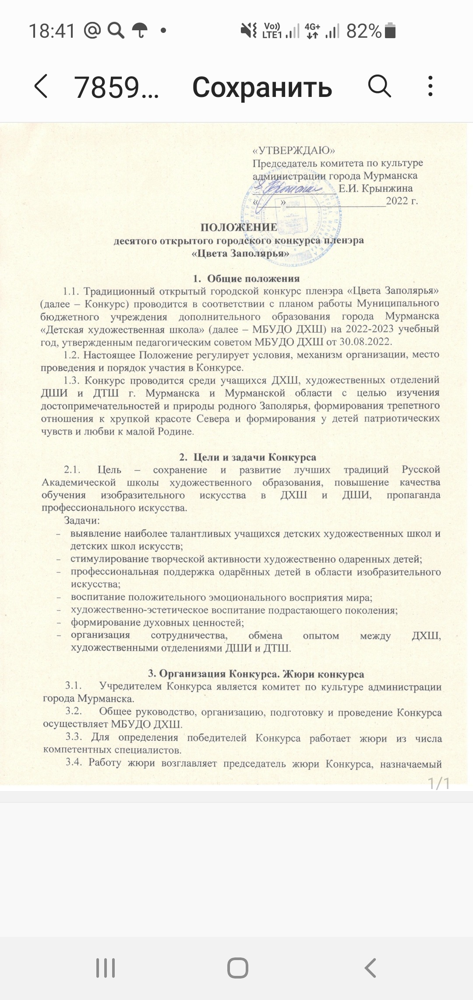 18:41
Vo))
LTE1
4G+
82%
7859...
Сохранить
«УТВЕРЖДАЮ»
Председатель комитета по культуре
администрации города Мурманска
Е.И. Крынжина
«____»__________________2022 г.
ПОЛОЖЕНИЕ
десятого открытого городского конкурса пленэра
«Цвета Заполярья»
1. Общие положения
1.1. Традиционный открытый городской конкурс пленэра «Цвета Заполярья»
(далее – Конкурс) проводится в соответствии с планом работы Муниципального
бюджетного учреждения дополнительного образования города Мурманска
«Детская художественная школа» (далее – МБУДО ДХШ) на 2022-2023 учебный
год, утвержденным педагогическим советом МБУДО ДХШ от 30.08.2022.
1.2. Настоящее Положение регулирует условия, механизм организации, место
проведения и порядок участия в Конкурсе.
1.3. Конкурс проводится среди учащихся ДХШ, художественных отделений
ДШИ и ДТШ г. Мурманска и Мурманской области с целью изучения
достопримечательностей и природы родного Заполярья, формирования трепетного
отношения к хрупкой красоте Севера и формирования у детей патриотических
чувств и любви к малой Родине.
2. Цели и задачи Конкурса
2.1. Цель – сохранение и развитие лучших традиций Русской
Академической школы художественного образования, повышение качества
обучения изобразительного искусства в ДХШ и ДШИ, пропаганда
профессионального искусства.
Задачи:
– выявление наиболее талантливых учащихся детских художественных школ и
детских школ искусств;
– стимулирование творческой активности художественно одаренных детей;
– профессиональная поддержка одарённых детей в области изобразительного
искусства;
– воспитание положительного эмоционального восприятия мира;
– художественно-эстетическое воспитание подрастающего поколения;
– формирование духовных ценностей;
– организация сотрудничества, обмена опытом между ДХШ,
художественными отделениями ДШИ и ДТШ.
3. Организация Конкурса. Жюри конкурса
3.1. Учредителем Конкурса является комитет по культуре администрации
города Мурманска.
3.2. Общее руководство, организацию, подготовку и проведение Конкурса
осуществляет МБУДО ДХШ.
3.3. Для определения победителей Конкурса работает жюри из числа
компетентных специалистов.
3.4. Работу жюри возглавляет председатель жюри Конкурса, назначаемый
1/1